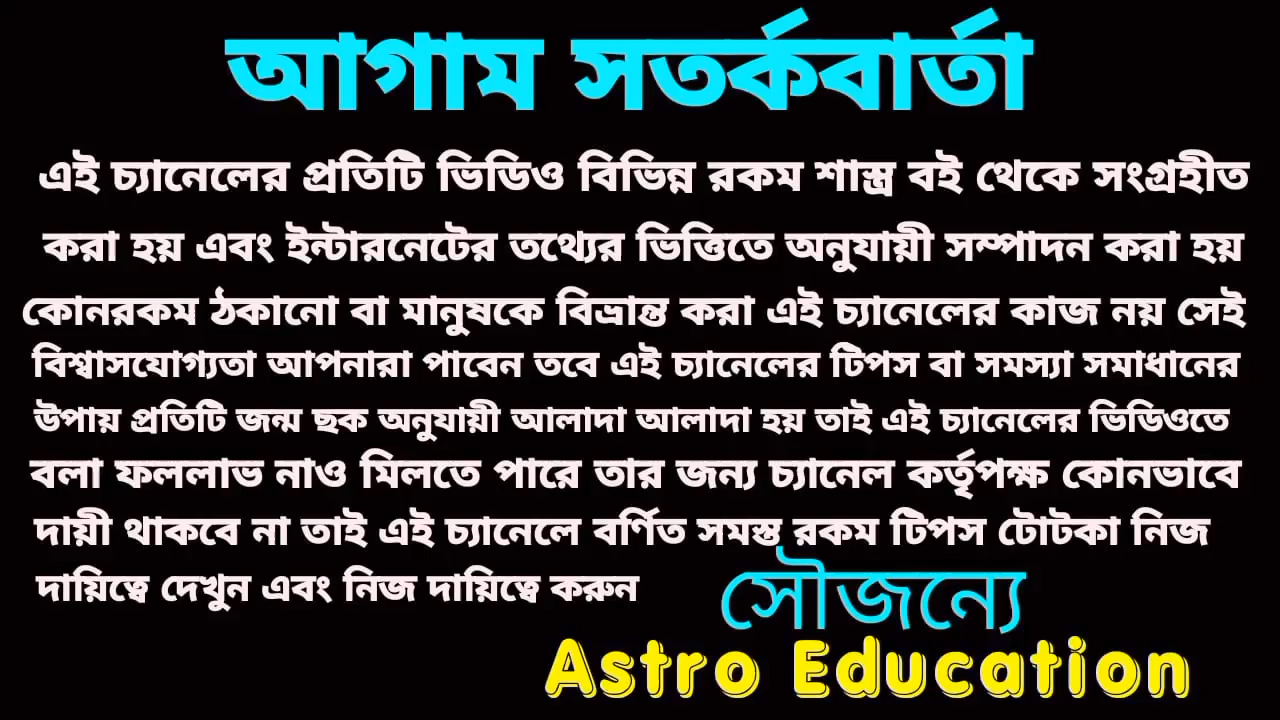 আগাম সতর্কবার্তা
এই চ্যানেলের প্রতিটি ভিডিও বিভিন্ন রকম শাস্ত্র বই থেকে সংগ্রহীত
করা হয় এবং ইন্টারনেটের তথ্যের ভিত্তিতে অনুযায়ী সম্পাদন করা হয়
কোনরকম ঠকানো বা মানুষকে বিভ্রান্ত করা এই চ্যানেলের কাজ নয় সেই
বিশ্বাসযোগ্যতা আপনারা পাবেন তবে এই চ্যানেলের টিপস বা সমস্যা সমাধানের
উপায় প্রতিটি জন্ম ছক অনুযায়ী আলাদা আলাদা হয় তাই এই চ্যানেলের ভিডিওতে
বলা ফললাভ নাও মিলতে পারে তার জন্য চ্যানেল কর্তৃপক্ষ কোনভাবে
দায়ী থাকবে না তাই এই চ্যানেলে বর্ণিত সমস্ত রকম টিপস টোটকা নিজ
দায়িত্বে দেখুন এবং নিজ দায়িত্বে করুন
সৌজন্যে
Astro Education